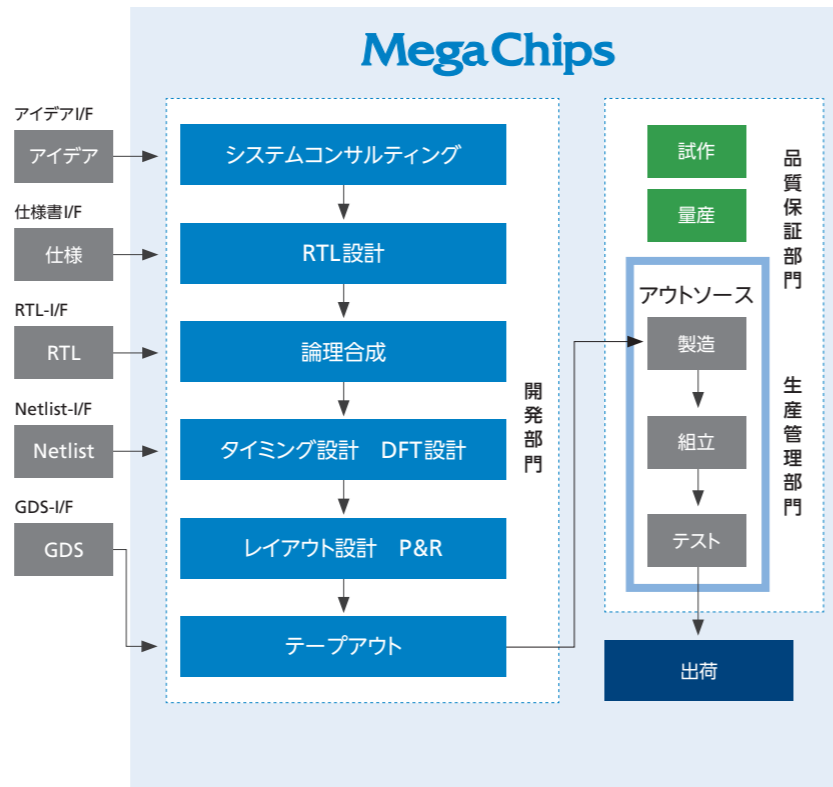 MegaChips
アイデアI/F
アイデア
仕様書I/F
仕様
RTL-I/F
RTL
Netlist-I/F
Netlist
GDS-I/F
GDS
システムコンサルティング
RTL設計
論理合成
タイミング設計　DFT設計
レイアウト設計　P&R
テープアウト
開発部門
試作
量産
品質保証部門
アウトソース
製造
組立
テスト
生産管理部門
出荷